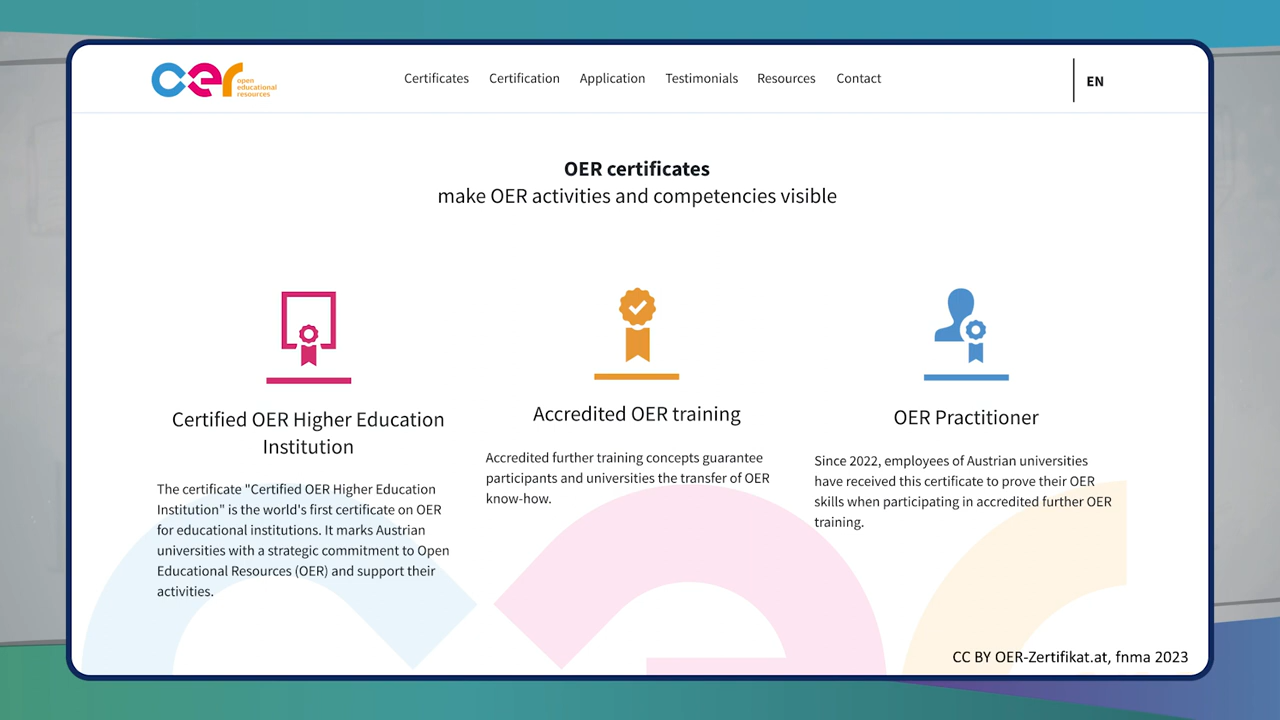 oer
open
educational
resources
Certificates Certification Application Testimonials Resources Contact
EN
OER certificates
make OER activities and competencies visible
Certified OER Higher Education
Institution
The certificate "Certified OER Higher Education
Institution" is the world's first certificate on OER
for educational institutions. It marks Austrian
universities with a strategic commitment to Open
Educational Resources (OER) and support their
activities.
Accredited OER training
Accredited further training concepts guarantee
participants and universities the transfer of OER
know-how.
OER Practitioner
Since 2022, employees of Austrian universities
have received this certificate to prove their OER
skills when participating in accredited further OER
training.
CC BY OER-Zertifikat.at, fnma 2023